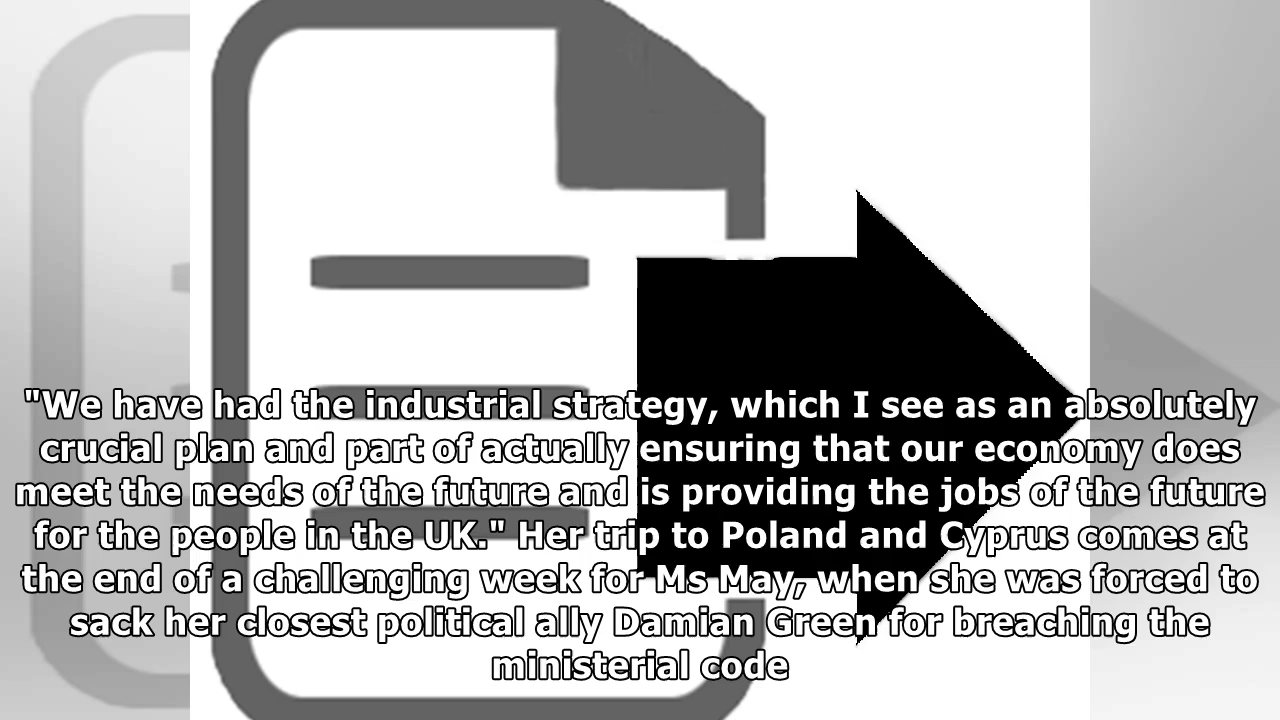 "We have had the industrial strategy, which I see as an absolutely
crucial plan and part of actually ensuring that our economy does
meet the needs of the future and is providing the jobs of the future
for the people in the UK." Her trip to Poland and Cyprus comes at
the end of a challenging week for Ms May, when she was forced to
sack her closest political ally Damian Green for breaching the
ministerial code